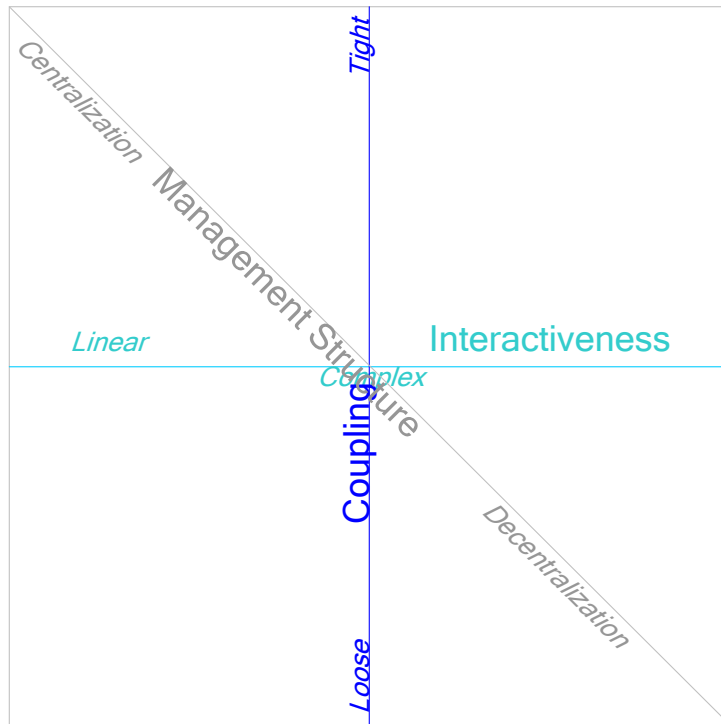 Tight
Centralization
Management Structure
Linear
Interactiveness
Complex
Coupling
Decentralization
Loose